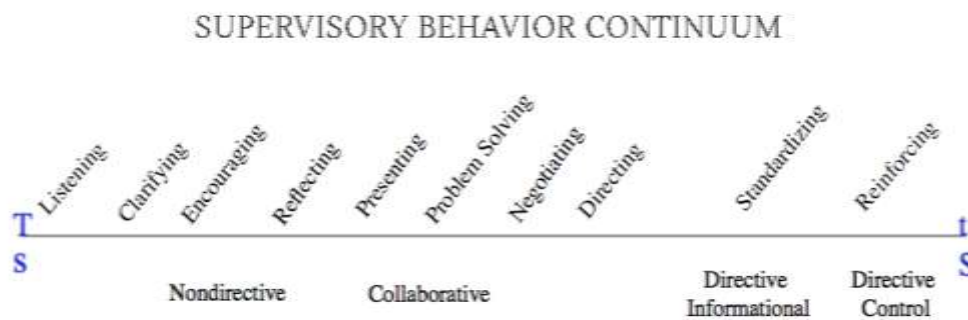 SUPERVISORY BEHAVIOR CONTINUUM
Listening
Clarifying
Encouraging
Reflecting
Presenting
Problem Solving
Negotiating
Directing
Standardizing
Reinforcing
T
t
s
S
Nondirective
Collaborative
Directive
Informational
Directive
Control